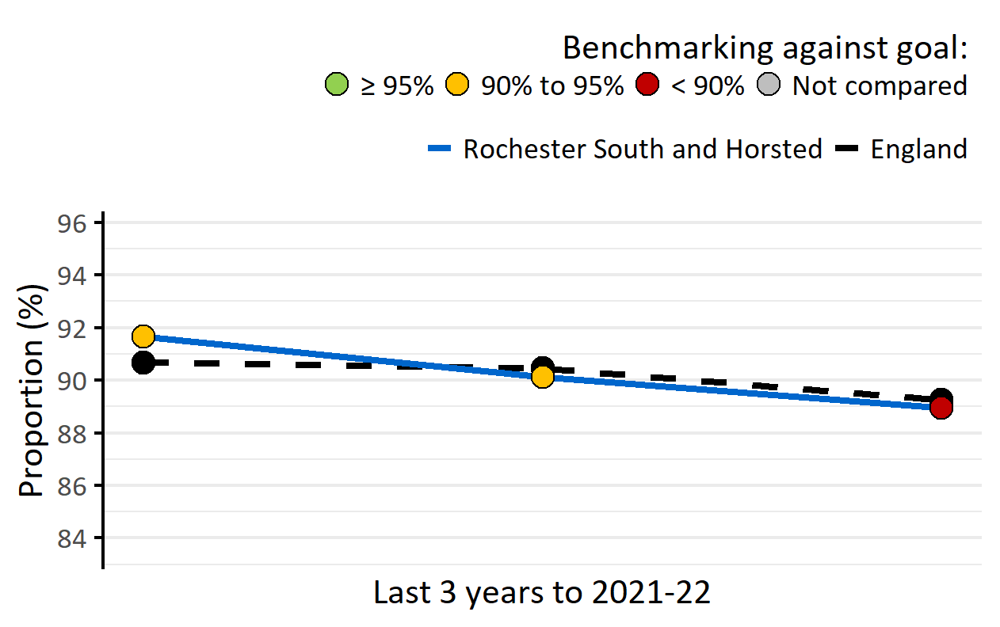 Benchmarking against goal:
≥ 95% 90% to 95% < 90% Not compared
Rochester South and Horsted England
96
94
92
90
88
86
84
Proportion (%)
Last 3 years to 2021-22